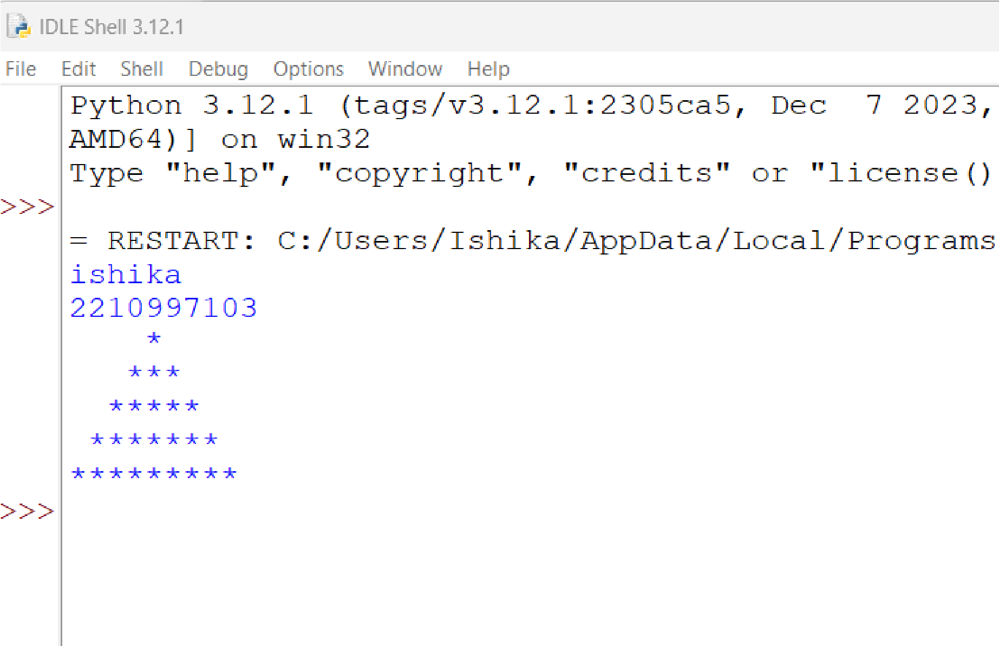 IDLE Shell 3.12.1
File Edit Shell Debug Options Window Help
Python 3.12.1 (tags/v3.12.1:2305ca5, Dec  7 2023,
AMD64)] on win32
Type "help", "copyright", "credits" or "license()
>>>
= RESTART: C:/Users/Ishika/AppData/Local/Programs
ishika
2210997103
    *
   ***
  *****
 *******
*********
>>>